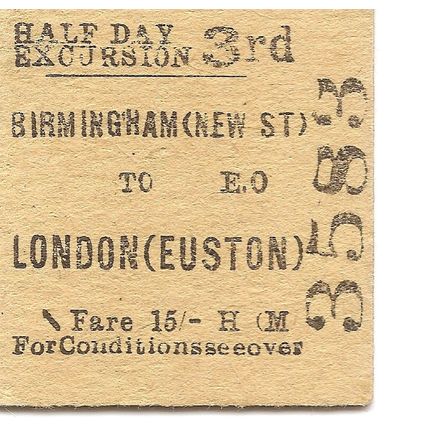 HALF DAY
EXCURSION 3rd
BIRMINGHAM (NEW ST)
TO E.O
LONDON (EUSTON)
Fare 15/- H (M
ForConditionsseeover
3583